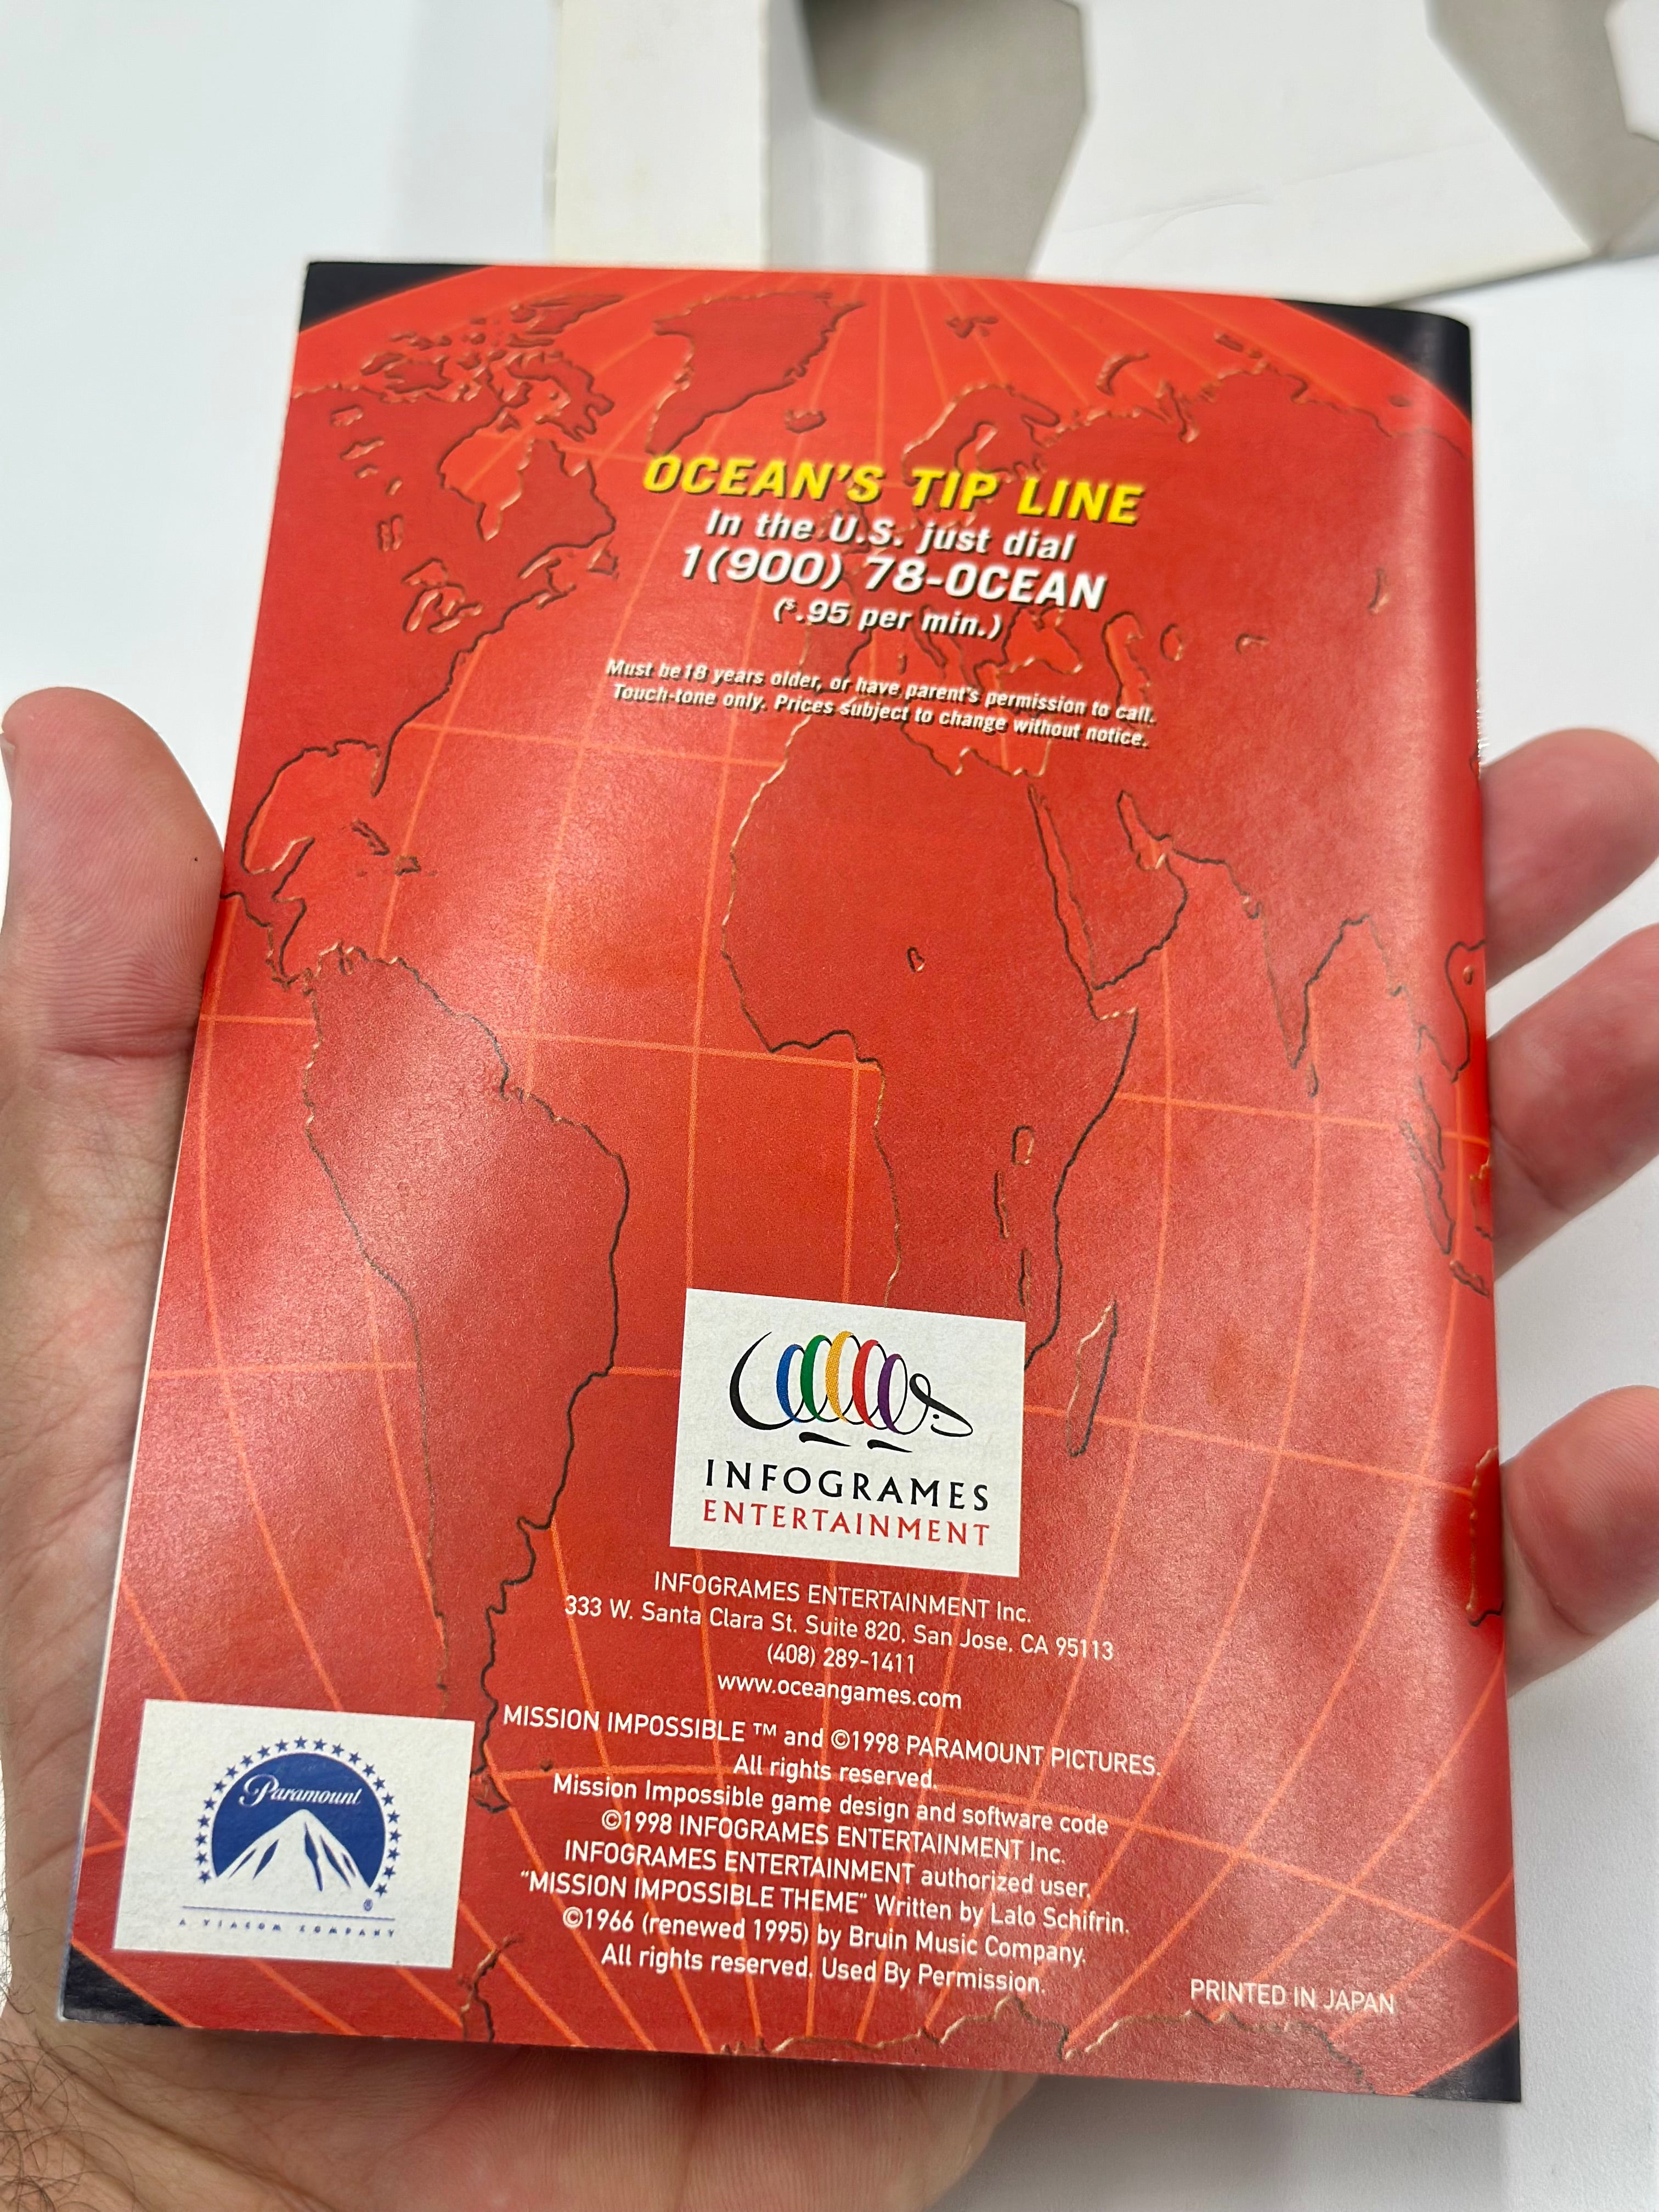 OCEAN'S TIP LINE
In the U.S. just dial
1(900) 78-OCEAN
($.95 per min.)
Must be 18 years older, or have parent's permission to call.
Touch-tone only. Prices subject to change without notice.
INFOGRAMES
ENTERTAINMENT
INFOGRAMES ENTERTAINMENT Inc.
333 W. Santa Clara St. Suite 820, San Jose, CA 95113
(408) 289-1411
www.oceangames.com
MISSION IMPOSSIBLE ™ and ©1998 PARAMOUNT PICTURES.
All rights reserved.
Mission Impossible game design and software code
©1998 INFOGRAMES ENTERTAINMENT Inc.
INFOGRAMES ENTERTAINMENT authorized user.
"MISSION IMPOSSIBLE THEME" Written by Lalo Schifrin.
©1966 (renewed 1995) by Bruin Music Company.
All rights reserved. Used By Permission.
Paramount
®
A VIACOM COMPANY
PRINTED IN JAPAN